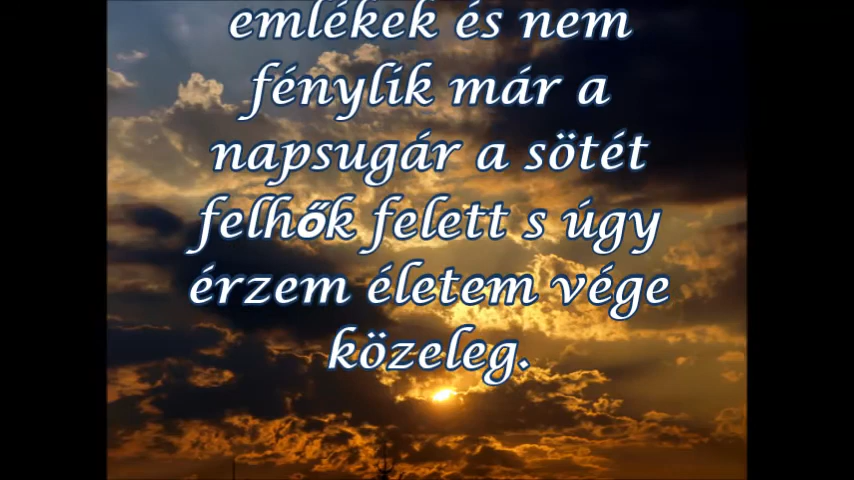 emlékek és nem
fénylik már a
napsugár a sötét
felhők felett s úgy
érzem életem vége
közeleg.